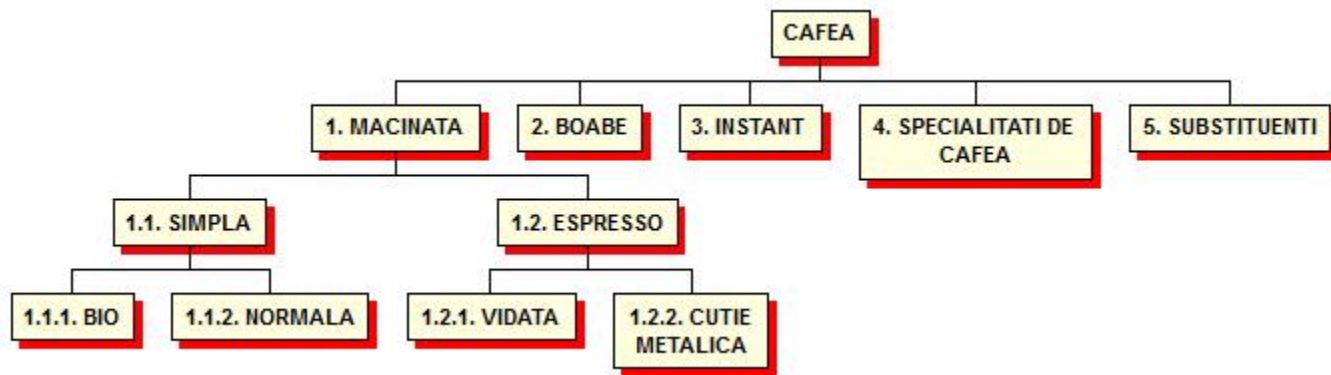 CAFEA
1. MACINATA
2. BOABE
3. INSTANT
4. SPECIALITATI DE
CAFEA
5. SUBSTITUENTI
1.1. SIMPLA
1.2. ESPRESSO
1.1.1. BIO
1.1.2. NORMALA
1.2.1. VIDATA
1.2.2. CUTIE
METALICA